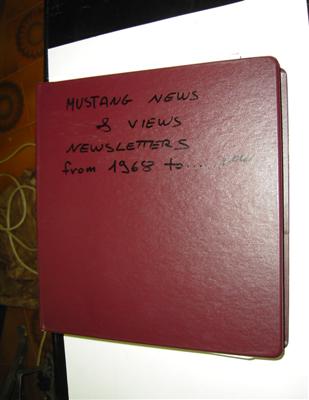 MUSTANG NEWS
& VIEWS
NEWSLETTERS
from 1968 to.....